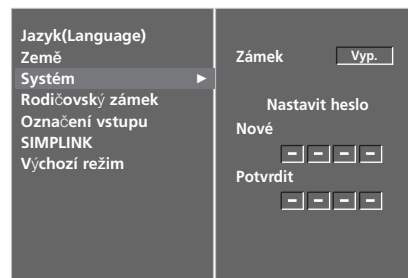 Jazyk(Language)
Země
Systém ►
Rodičovský zámek
Označení vstupu
SIMPLINK
Výchozí režim
Zámek Vyp.
Nastavit heslo
Nové
– – – –
Potvrdit
– – – –